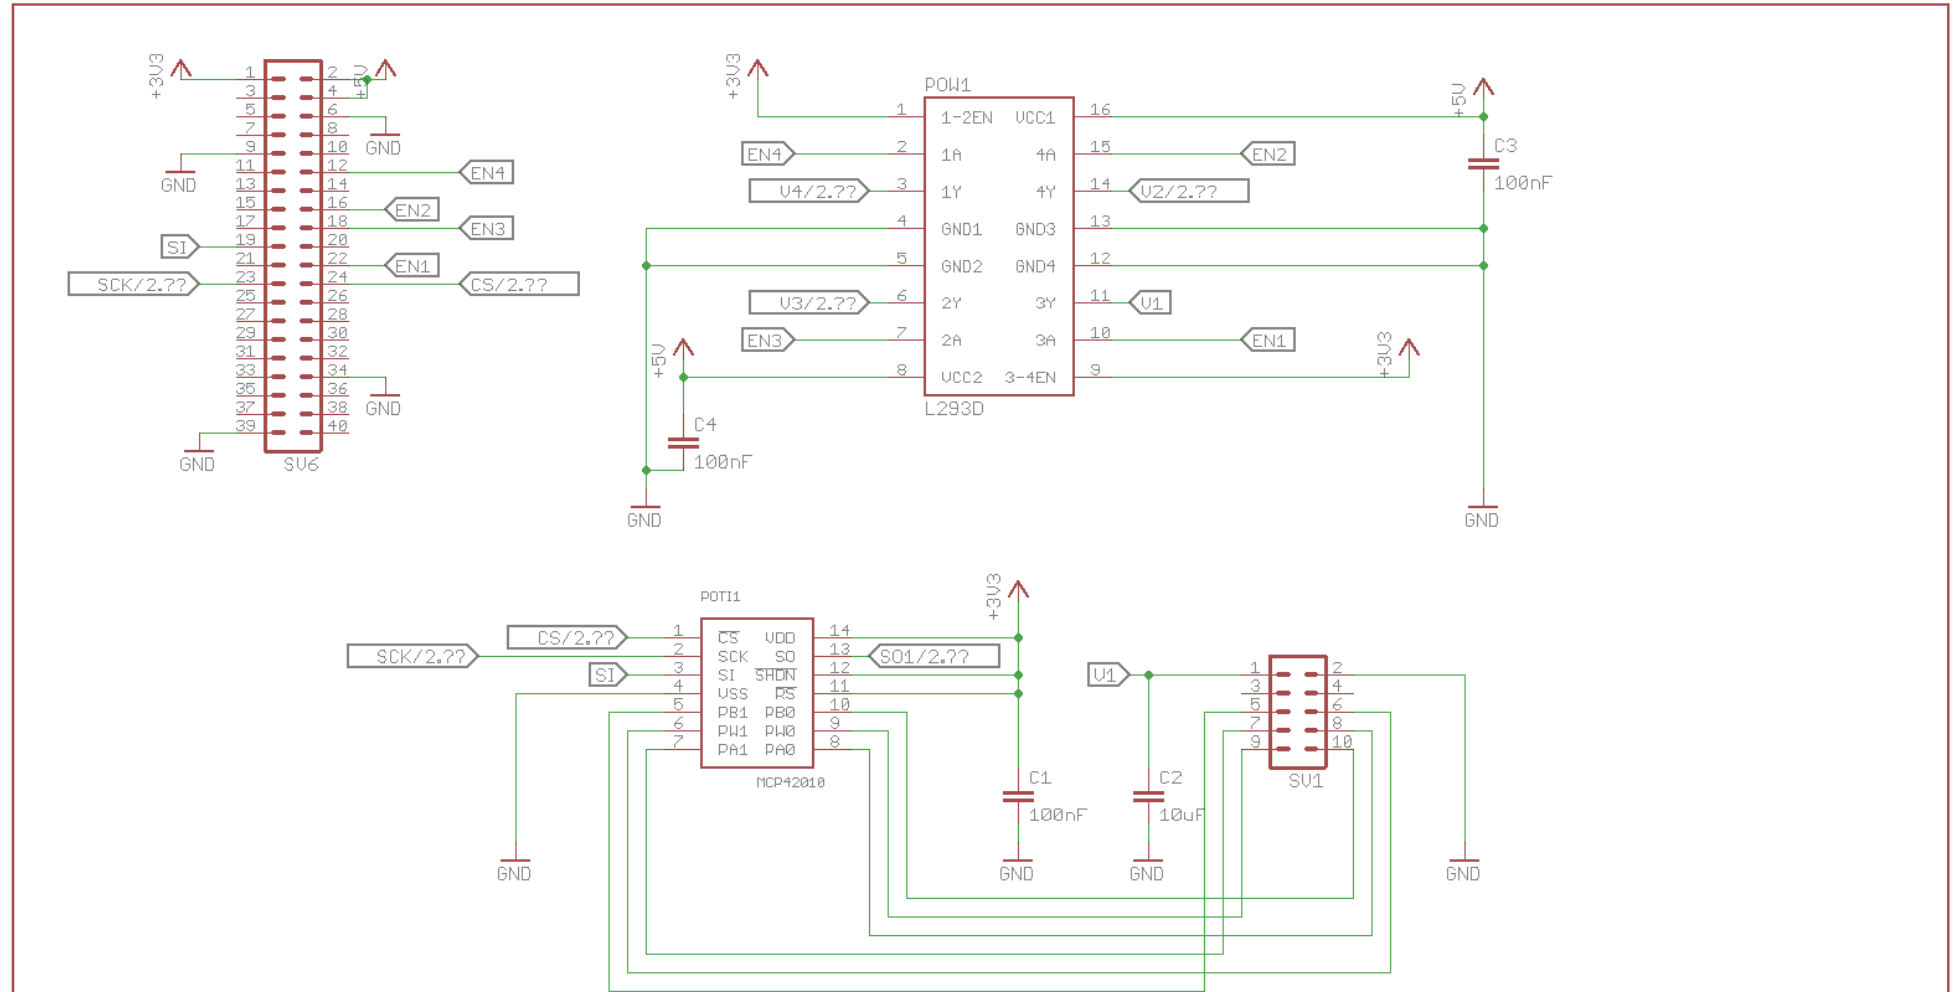 +3V3
+5V
1 2
3 4
5 6
7 8
9 10
11 12
13 14
15 16
17 18
19 20
21 22
23 24
25 26
27 28
29 30
31 32
33 34
35 36
37 38
39 40
GND
GND
EN4
EN2
EN3
SI
EN1
SCK/2.??
CS/2.??
GND
GND
SV6
+3V3
POW1
+5V
1 1-2EN VCC1 16
EN4 2 1A 4A 15 EN2
V4/2.?? 3 1Y 4Y 14 V2/2.??
4 GND1 GND3 13
5 GND2 GND4 12
V3/2.?? 6 2Y 3Y 11 V1
EN3 7 2A 3A 10 EN1
8 VCC2 3-4EN 9
L293D
C3
100nF
+5V
+3V3
C4
100nF
GND
GND
POTI1
+3V3
CS/2.?? 1 CS VDD 14
SCK/2.?? 2 SCK SO 13 SO1/2.??
SI 3 SI SHDN 12
4 VSS RS 11
5 PB1 PB0 10
6 PW1 PW0 9
7 PA1 PA0 8
MCP42010
V1
1 2
3 4
5 6
7 8
9 10
SV1
C1
100nF
C2
10uF
GND
GND
GND
GND